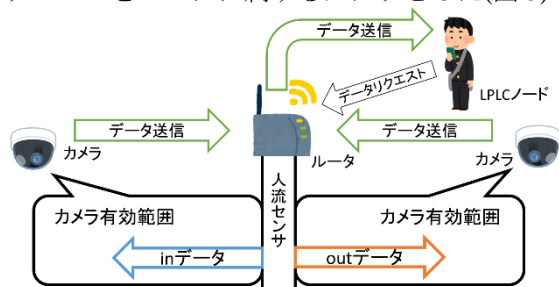 データ送信
データリクエスト
LPLCノード
データ送信
データ送信
カメラ
ルータ
カメラ
人流センサ
カメラ有効範囲
カメラ有効範囲
inデータ
outデータ